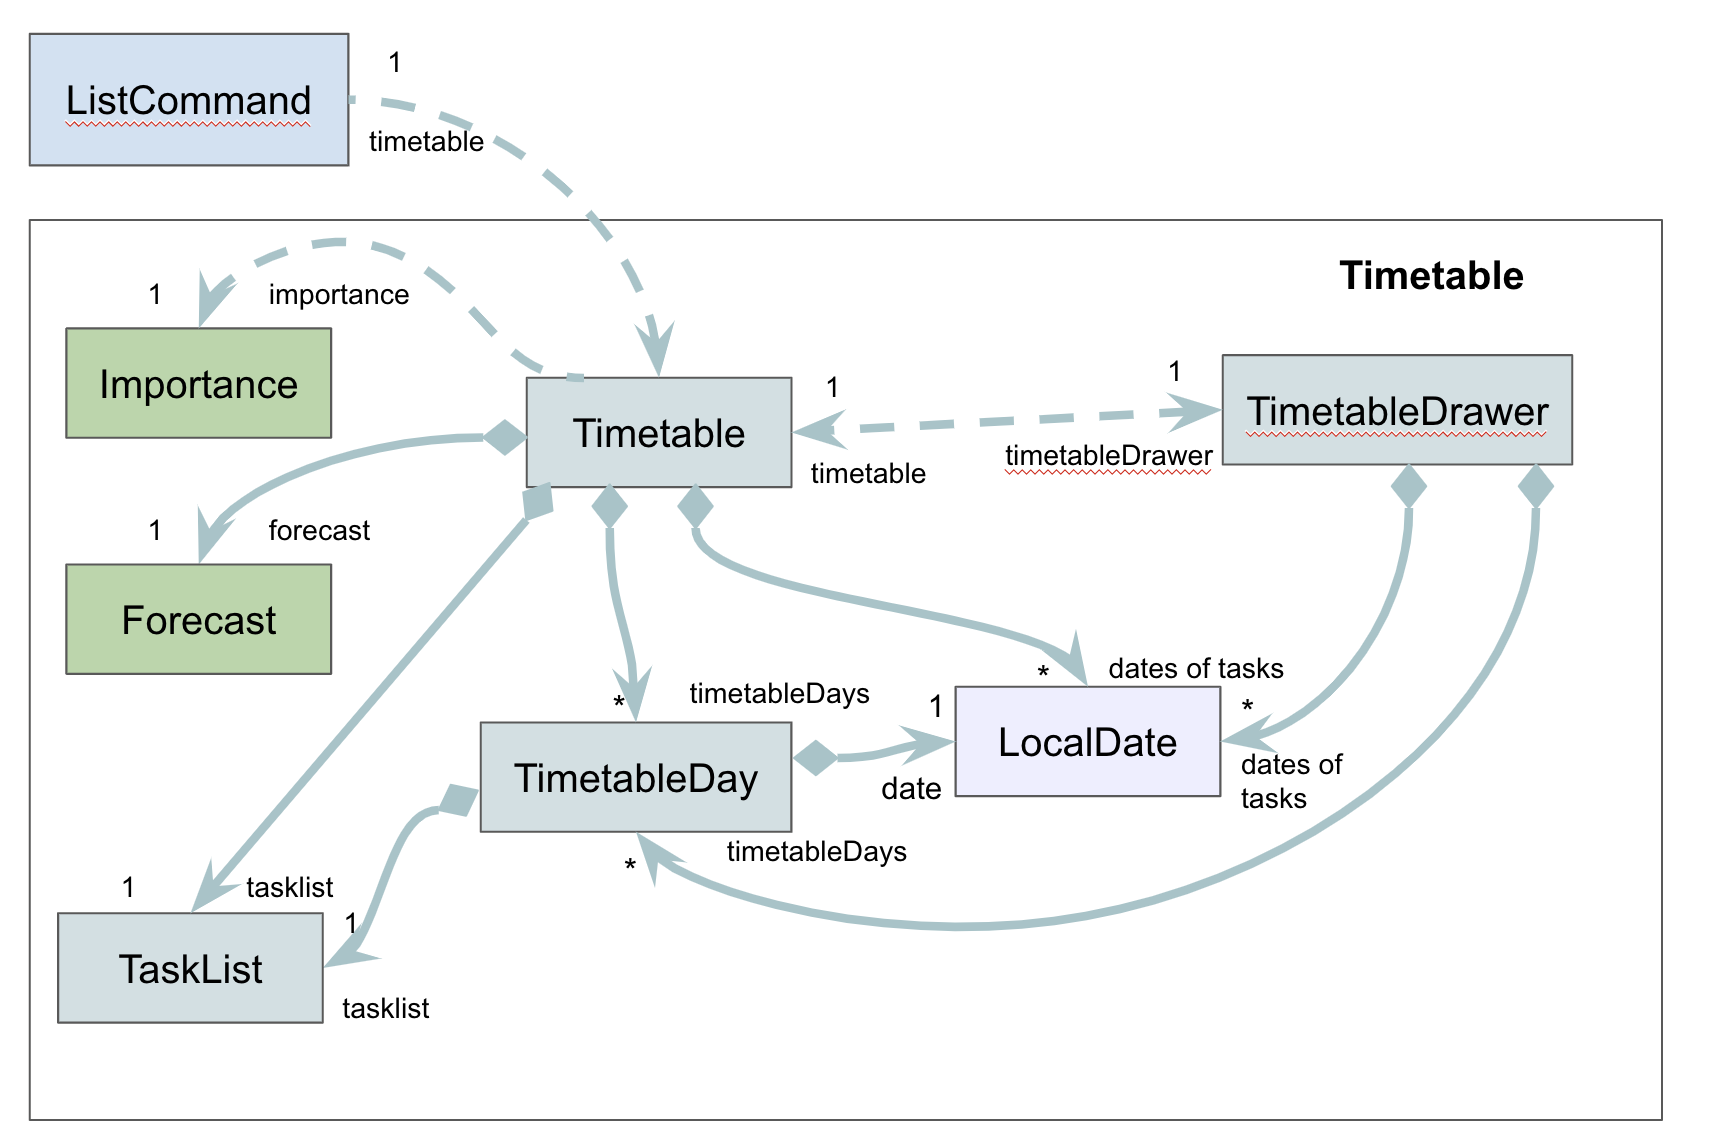 1
ListCommand
timetable
Timetable
1
importance
Importance
1
1
Timetable
TimetableDrawer
timetable
timetableDrawer
1
forecast
Forecast
*
timetableDays
*
dates of tasks
1
*
LocalDate
dates of
tasks
TimetableDay
date
timetableDays
*
1
tasklist
1
TaskList
tasklist